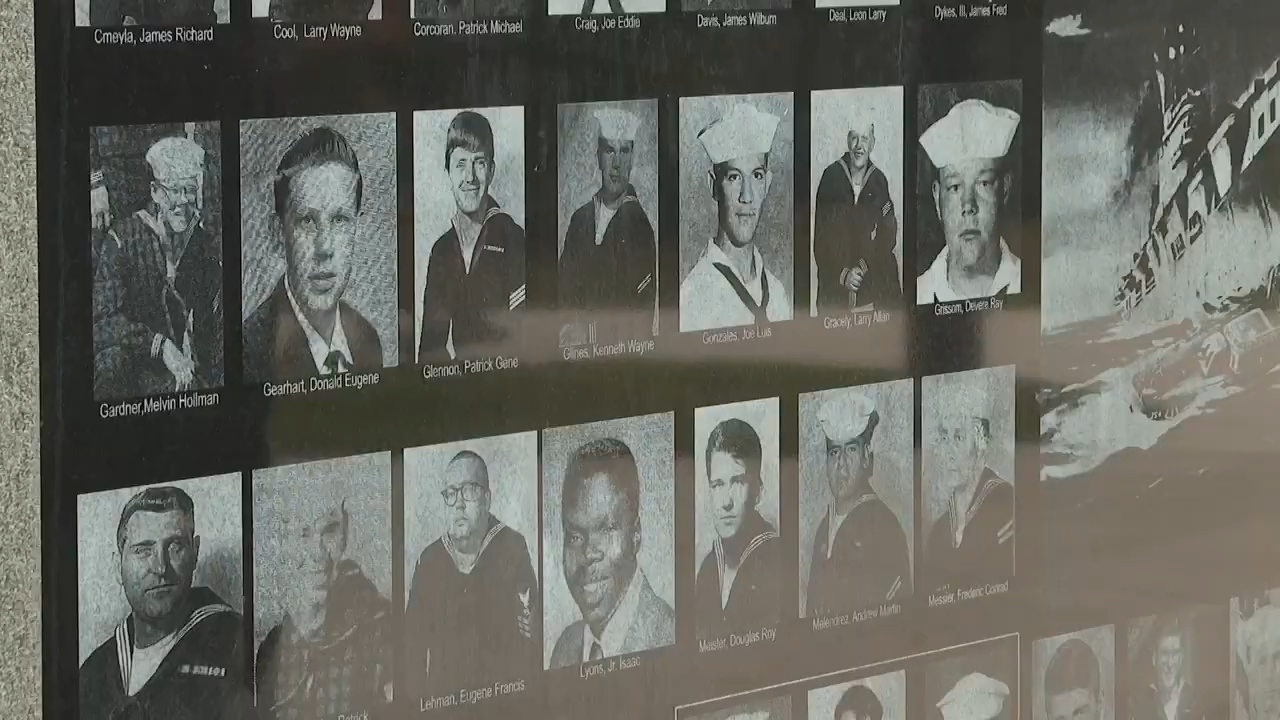 Cmeyla, James Richard
Cool, Larry Wayne
Corcoran, Patrick Michael
Craig, Joe Eddie
Davis, James Wilburn
Deal, Leon Larry
Dykes, III, James Fred
Gardner,Melvin Hollman
Gearhart, Donald Eugene
Glennon, Patrick Gene
Glines, Kenneth Wayne
Gonzales, Joe Luis
Gracely, Larry Allan
Grissom, Devere Ray
Patrick
Lehman, Eugene Francis
Lyons, Jr. Isaac
Meister, Douglas Roy
Melendrez, Andrew Martin
Messier, Frederic Conrad